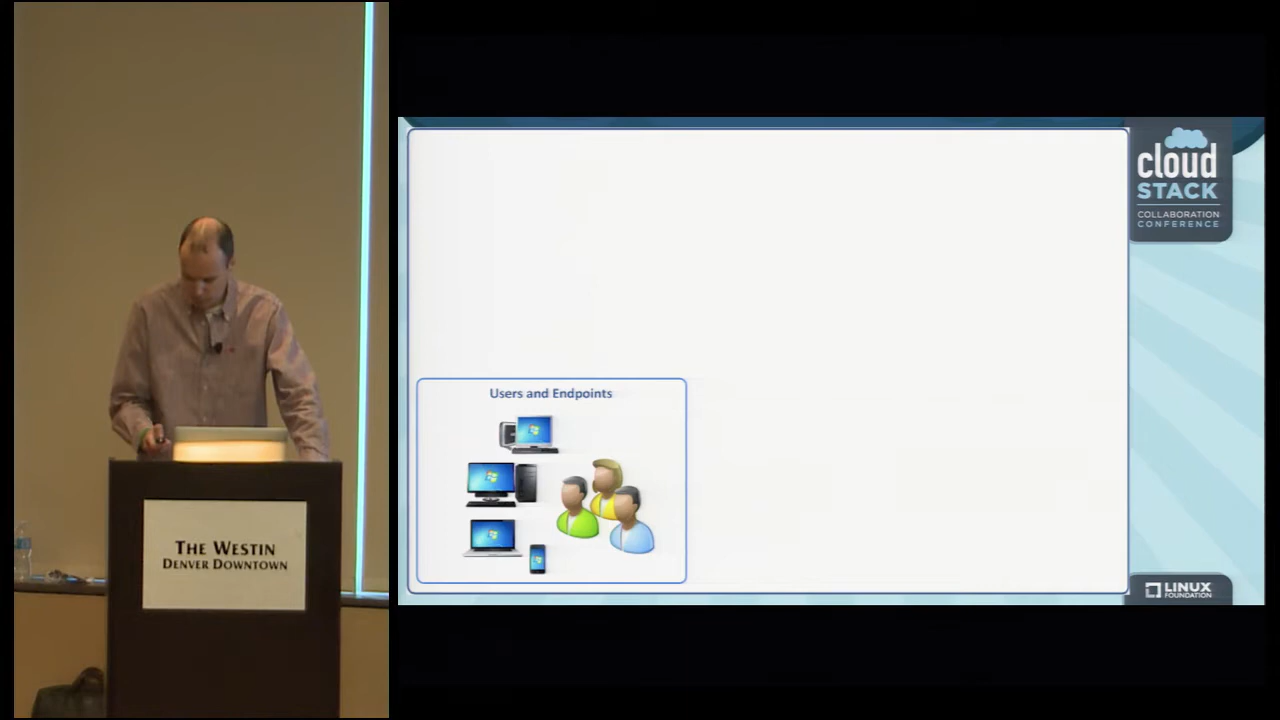 THE WESTIN
DENVER DOWNTOWN
Users and Endpoints
cloud
STACK
COLLABORATION
CONFERENCE
LINUX
FOUNDATION